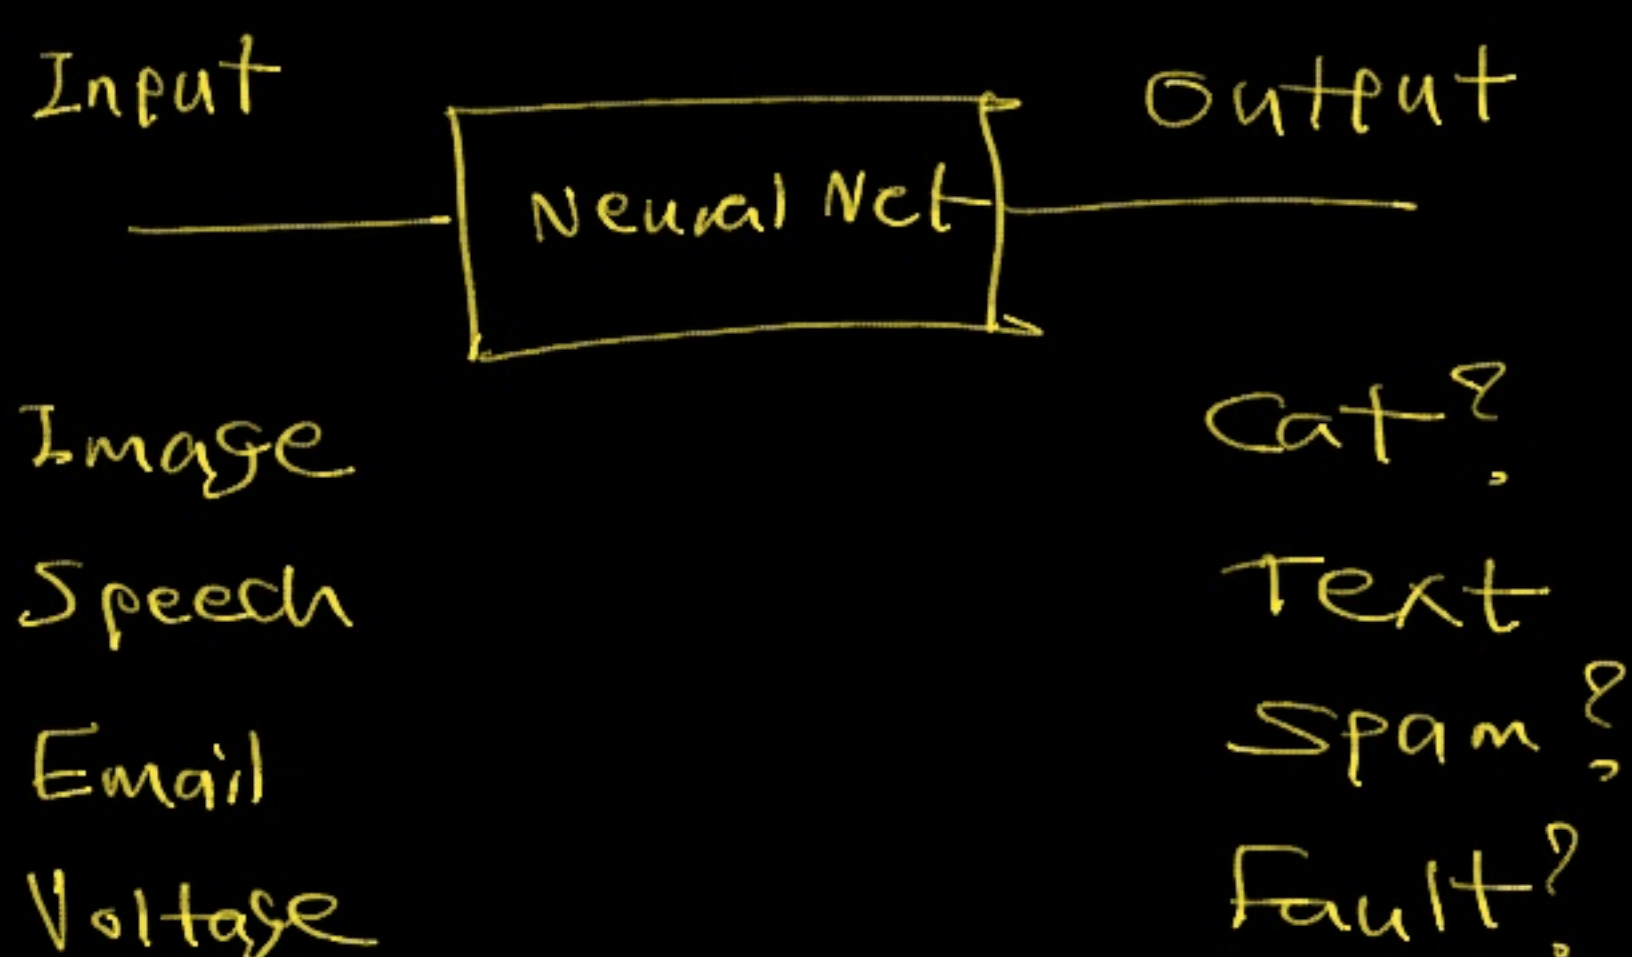 Input Output
Neural Net
Image Cat?
Speech Text
Email Spam?
Voltage Fault?